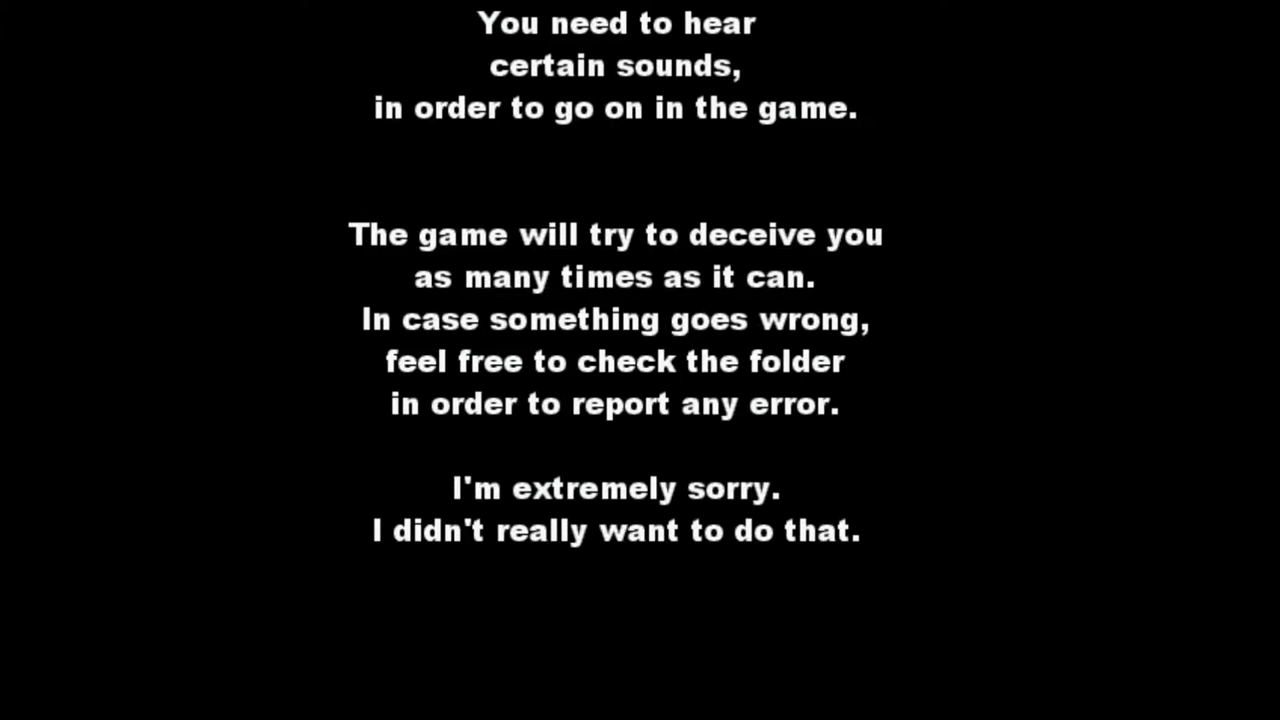 You need to hear
certain sounds,
in order to go on in the game.
The game will try to deceive you
as many times as it can.
In case something goes wrong,
feel free to check the folder
in order to report any error.
I'm extremely sorry.
I didn't really want to do that.